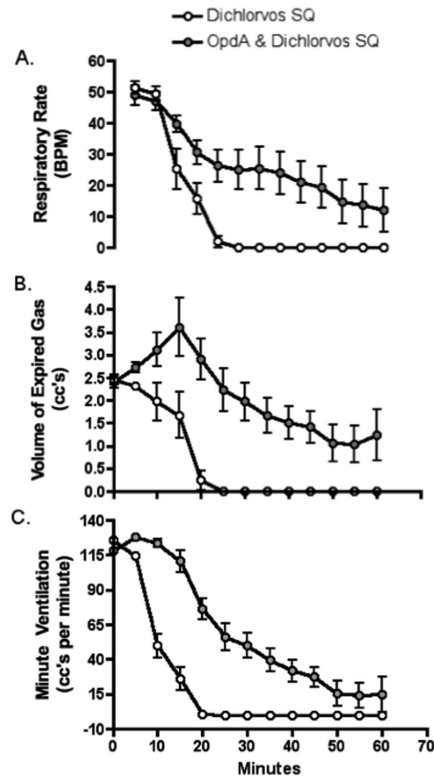 Dichlorvos SQ
OpdA & Dichlorvos SQ
A.
Respiratory Rate
(BPM)
60
50
40
30
20
10
0
B.
Volume of Expired Gas
(cc's)
4.5
4.0
3.5
3.0
2.5
2.0
1.5
1.0
0.5
0.0
C.
Minute Ventilation
(cc's per minute)
140
115
90
65
40
15
-10
0
10
20
30
40
50
60
70
Minutes